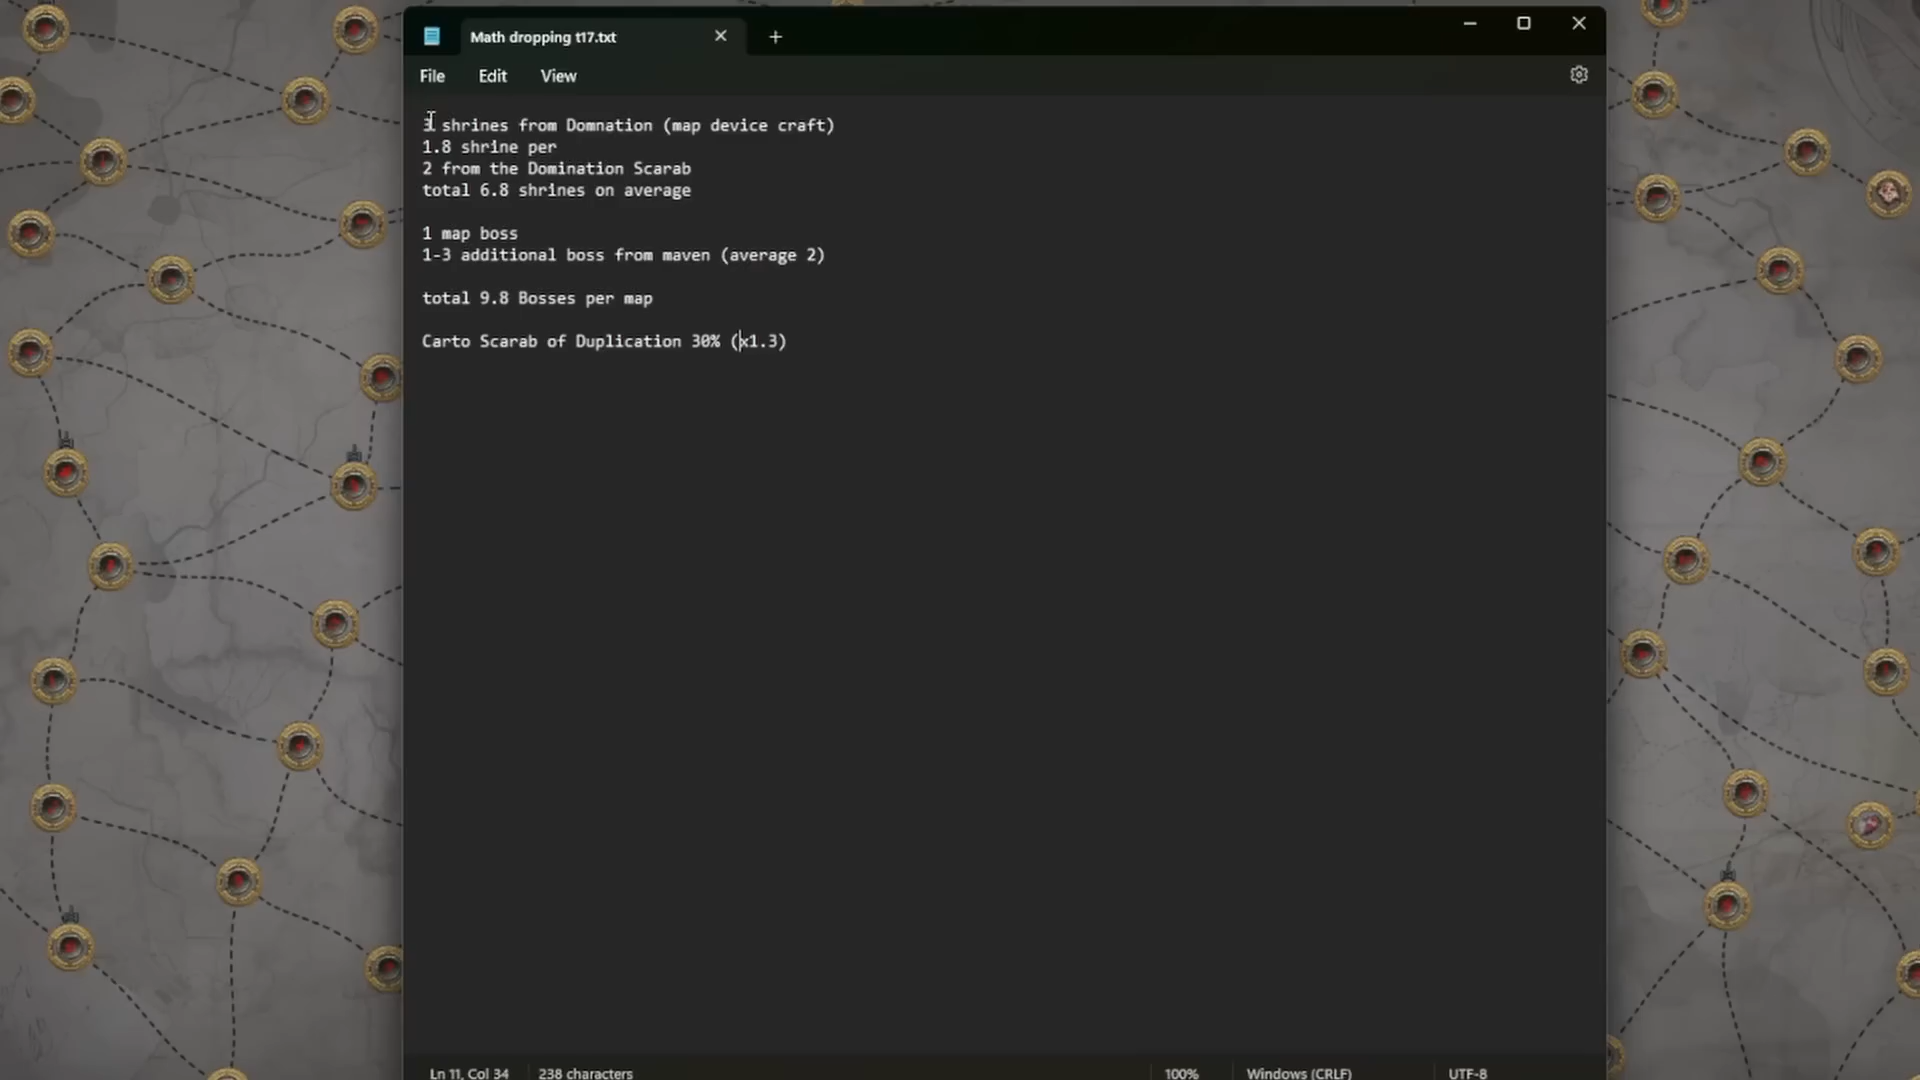 Math dropping t17.txt
File Edit View
3 shrines from Domnation (map device craft)
1.8 shrine per
2 from the Domination Scarab
total 6.8 shrines on average
1 map boss
1-3 additional boss from maven (average 2)
total 9.8 Bosses per map
Carto Scarab of Duplication 30% (x1.3)
Ln 11, Col 34 238 characters 100% Windows (CRLF) UTF-8